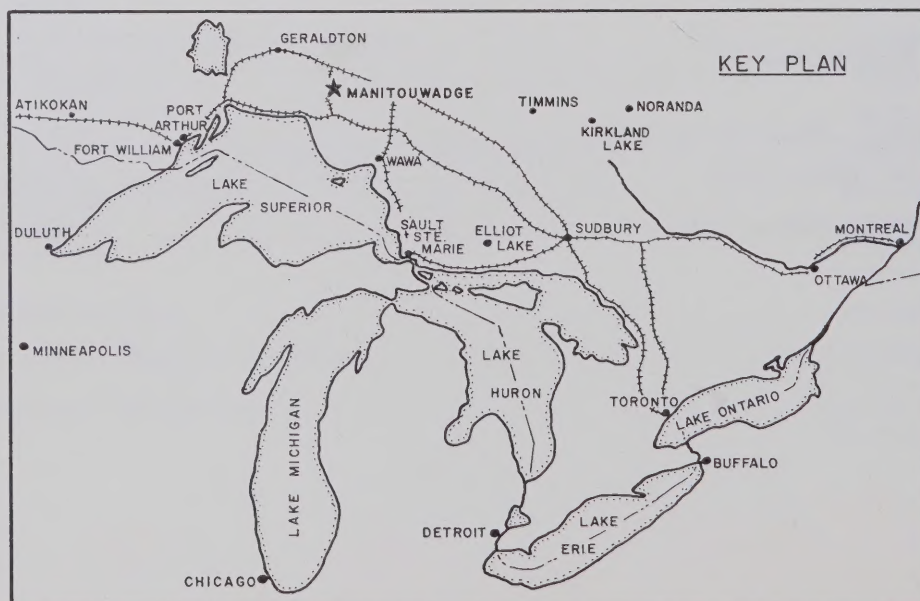 GERALDTON
KEY PLAN
MANITOUWADGE
ATIKOKAN
PORT
ARTHUR
TIMMINS
NORANDA
KIRKLAND
LAKE
FORT WILLIAM
WAWA
LAKE
SUPERIOR
DULUTH
SAULT
STE.
MARIE
ELLIOT
LAKE
SUDBURY
MONTREAL
OTTAWA
MINNEAPOLIS
LAKE
HURON
LAKE MICHIGAN
TORONTO
LAKE ONTARIO
BUFFALO
DETROIT
LAKE
ERIE
CHICAGO